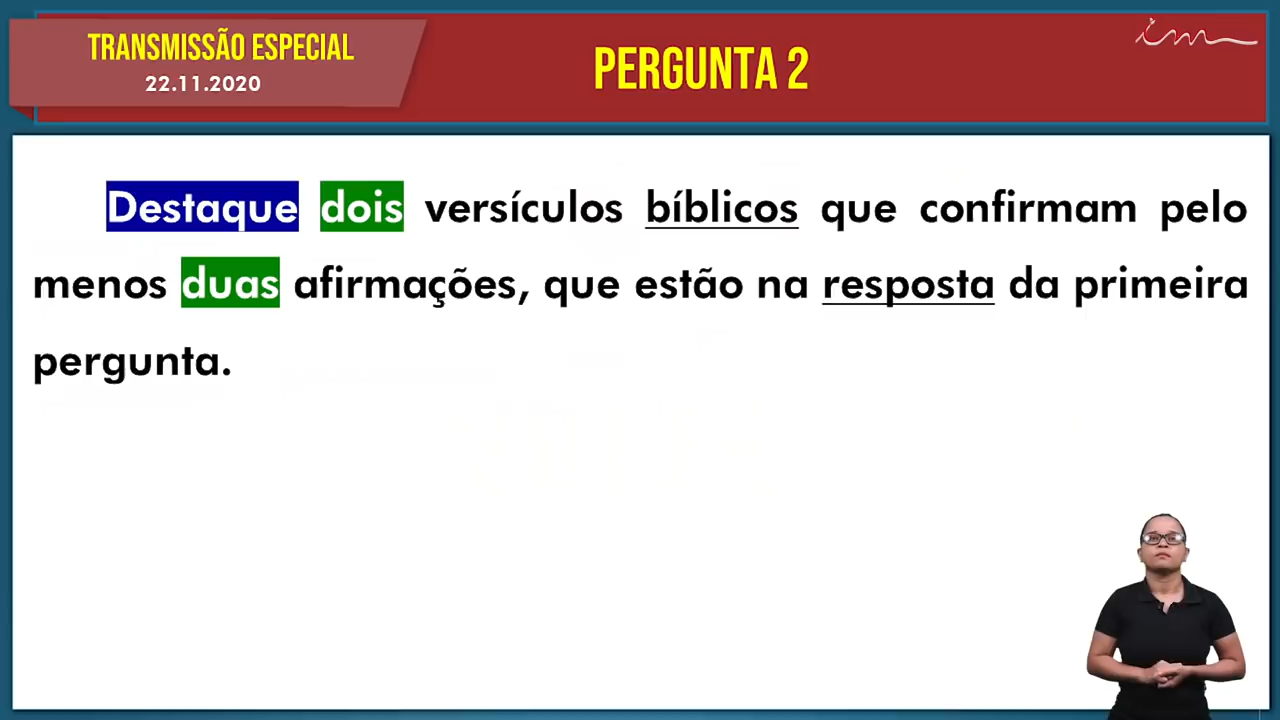 TRANSMISSÃO ESPECIAL
22.11.2020
PERGUNTA 2
im
Destaque dois versículos bíblicos que confirmam pelo
menos duas afirmações, que estão na resposta da primeira
pergunta.